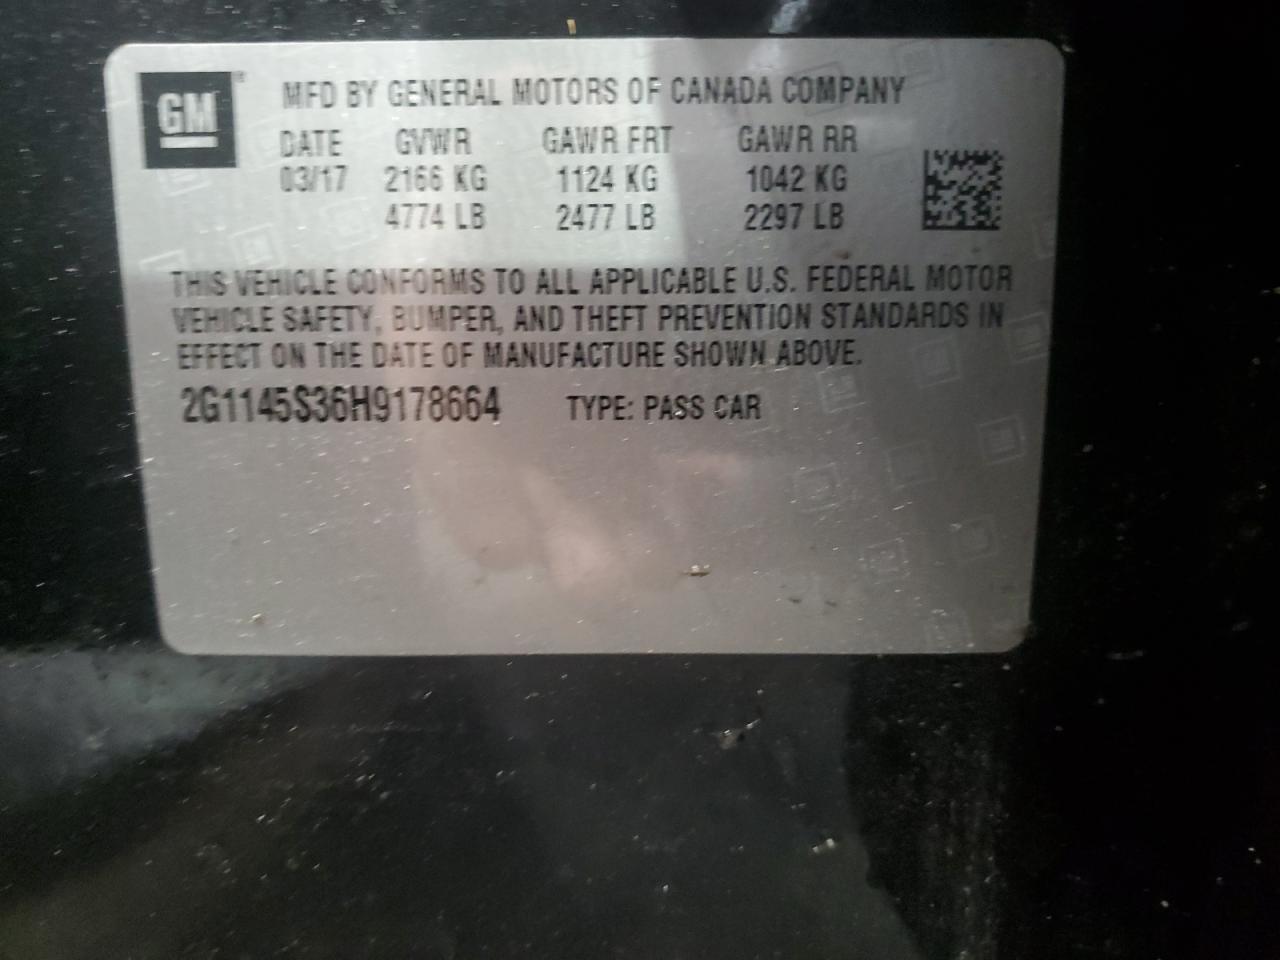 GM®
MFD BY GENERAL MOTORS OF CANADA COMPANY
DATE GVWR GAWR FRT GAWR RR
03/17 2166 KG 1124 KG 1042 KG
4774 LB 2477 LB 2297 LB
THIS VEHICLE CONFORMS TO ALL APPLICABLE U.S. FEDERAL MOTOR
VEHICLE SAFETY, BUMPER, AND THEFT PREVENTION STANDARDS IN
EFFECT ON THE DATE OF MANUFACTURE SHOWN ABOVE.
2G1145S36H9178664 TYPE: PASS CAR